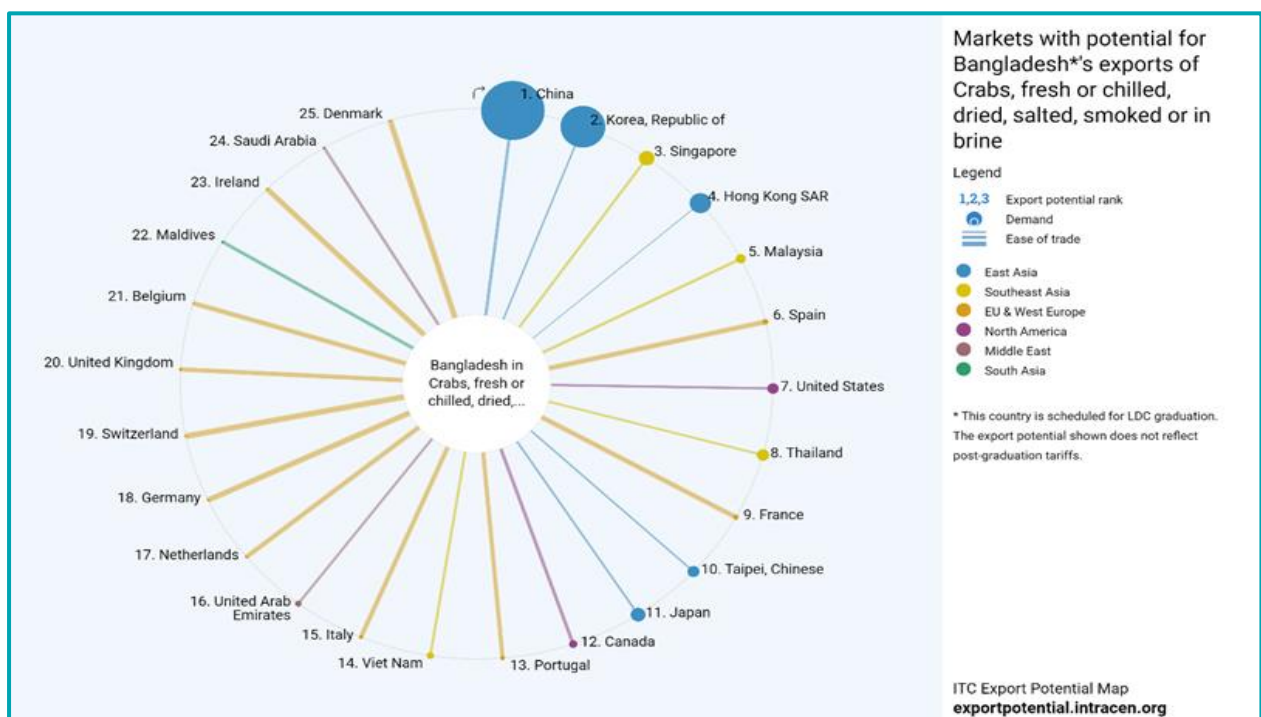 Markets with potential for
Bangladesh*'s exports of
Crabs, fresh or chilled,
dried, salted, smoked or in
brine
Legend
1,2,3 Export potential rank
Demand
Ease of trade
East Asia
Southeast Asia
EU & West Europe
North America
Middle East
South Asia
* This country is scheduled for LDC graduation.
The export potential shown does not reflect
post-graduation tariffs.
ITC Export Potential Map
exportpotential.intracen.org
Bangladesh in
Crabs, fresh or
chilled, dried,...
1. China
2. Korea, Republic of
3. Singapore
4. Hong Kong SAR
5. Malaysia
6. Spain
7. United States
8. Thailand
9. France
10. Taipei, Chinese
11. Japan
12. Canada
13. Portugal
14. Viet Nam
15. Italy
16. United Arab
Emirates
17. Netherlands
18. Germany
19. Switzerland
20. United Kingdom
21. Belgium
22. Maldives
23. Ireland
24. Saudi Arabia
25. Denmark